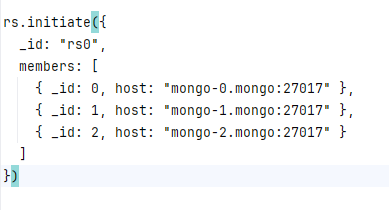 rs.initiate({
  _id: "rs0",
  members: [
    { _id: 0, host: "mongo-0.mongo:27017" },
    { _id: 1, host: "mongo-1.mongo:27017" },
    { _id: 2, host: "mongo-2.mongo:27017" }
  ]
})